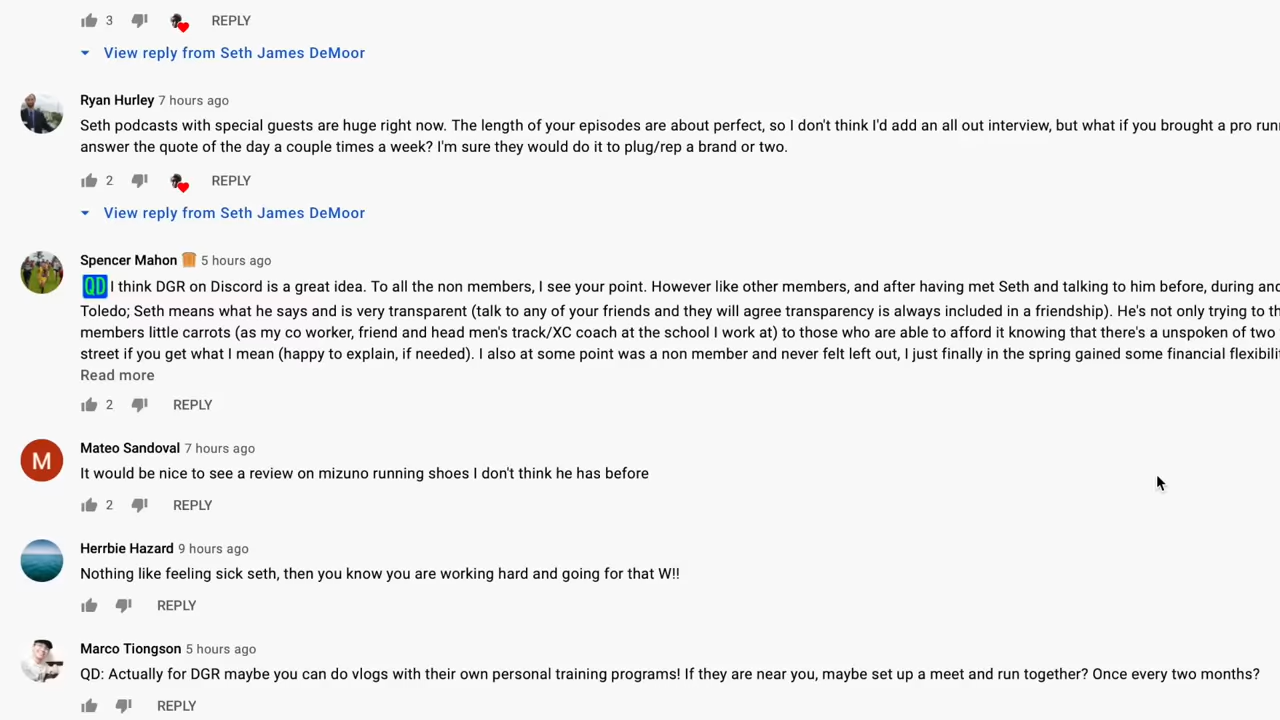 3 REPLY
View reply from Seth James DeMoor
Ryan Hurley 7 hours ago
Seth podcasts with special guests are huge right now. The length of your episodes are about perfect, so I don't think I'd add an all out interview, but what if you brought a pro run
answer the quote of the day a couple times a week? I'm sure they would do it to plug/rep a brand or two.
2 REPLY
View reply from Seth James DeMoor
Spencer Mahon 5 hours ago
QD I think DGR on Discord is a great idea. To all the non members, I see your point. However like other members, and after having met Seth and talking to him before, during and
Toledo; Seth means what he says and is very transparent (talk to any of your friends and they will agree transparency is always included in a friendship). He's not only trying to th
members little carrots (as my co worker, friend and head men's track/XC coach at the school I work at) to those who are able to afford it knowing that there's a unspoken of two
street if you get what I mean (happy to explain, if needed). I also at some point was a non member and never felt left out, I just finally in the spring gained some financial flexibili
Read more
2 REPLY
M
Mateo Sandoval 7 hours ago
It would be nice to see a review on mizuno running shoes I don't think he has before
2 REPLY
Herrbie Hazard 9 hours ago
Nothing like feeling sick seth, then you know you are working hard and going for that W!!
REPLY
Marco Tiongson 5 hours ago
QD: Actually for DGR maybe you can do vlogs with their own personal training programs! If they are near you, maybe set up a meet and run together? Once every two months?
REPLY